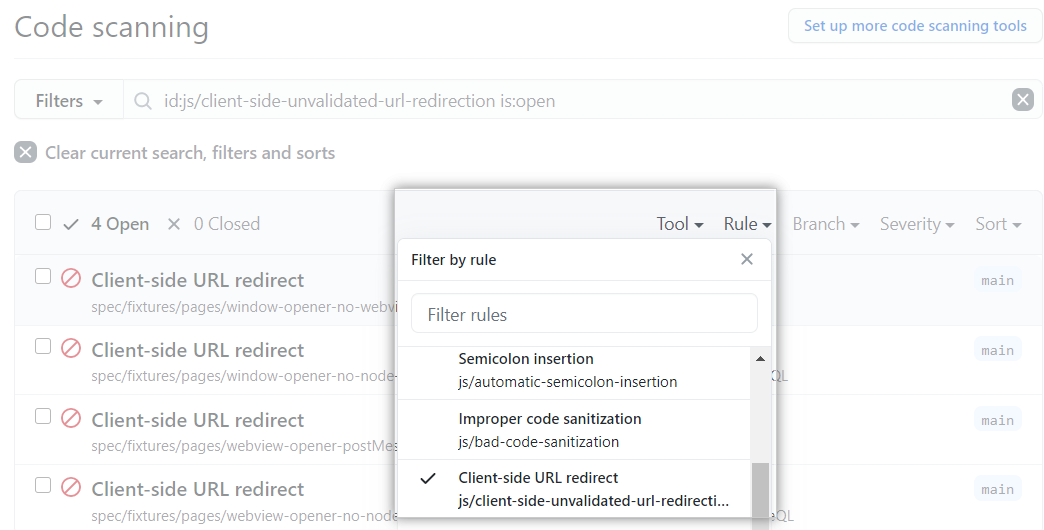 Code scanning
Set up more code scanning tools
Filters
id:js/client-side-unvalidated-url-redirection is:open
Clear current search, filters and sorts
4 Open 0 Closed
Tool Rule Branch Severity Sort
Filter by rule
Filter rules
Semicolon insertion
js/automatic-semicolon-insertion
Improper code sanitization
js/bad-code-sanitization
Client-side URL redirect
js/client-side-unvalidated-url-redirecti...
Client-side URL redirect main
spec/fixtures/pages/window-opener-no-webvi
Client-side URL redirect main
spec/fixtures/pages/window-opener-no-node- QL
Client-side URL redirect main
spec/fixtures/pages/webview-opener-postMes
Client-side URL redirect main
spec/fixtures/pages/webview-opener-no-node QL